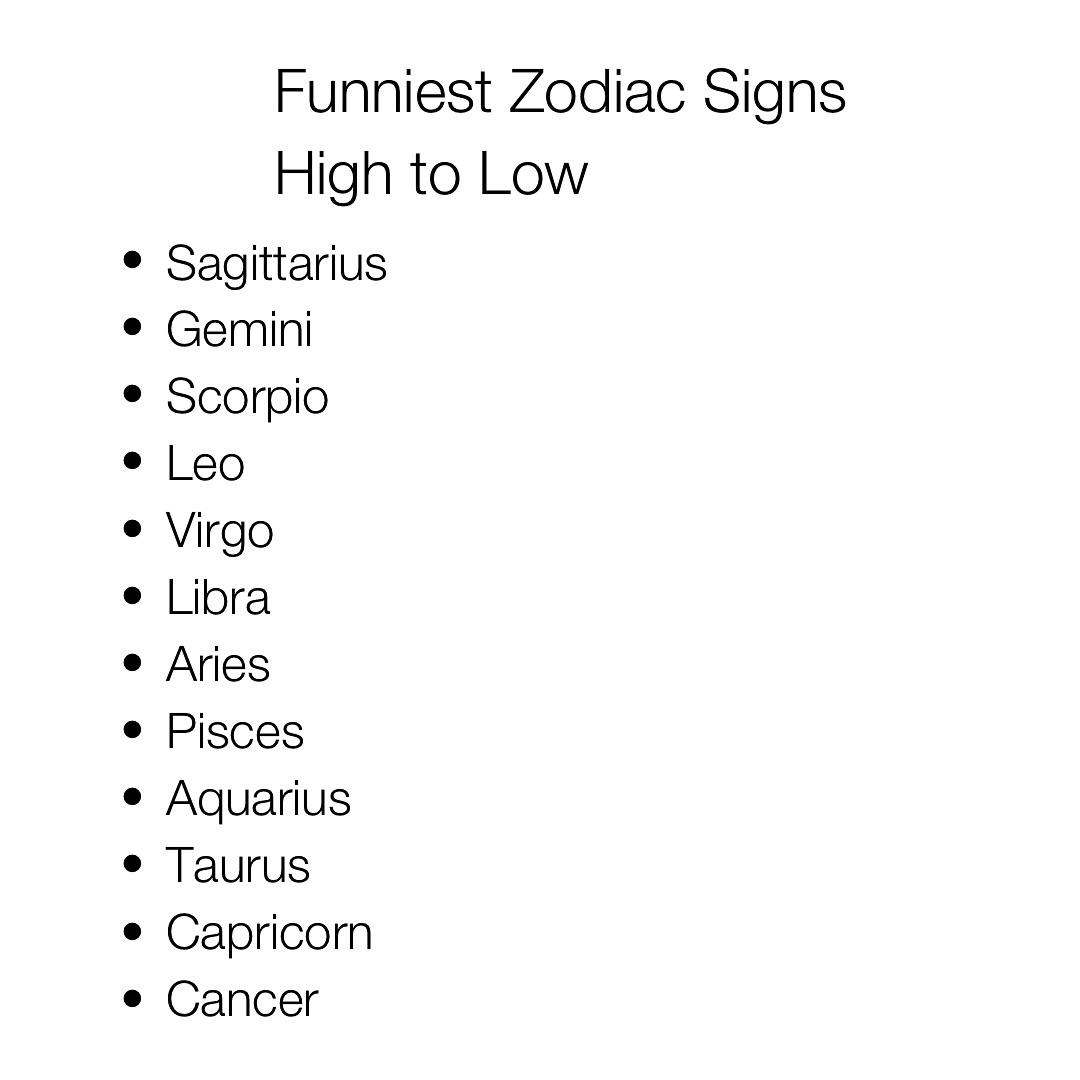 Funniest Zodiac Signs
High to Low
• Sagittarius
• Gemini
• Scorpio
• Leo
• Virgo
• Libra
• Aries
• Pisces
• Aquarius
• Taurus
• Capricorn
• Cancer